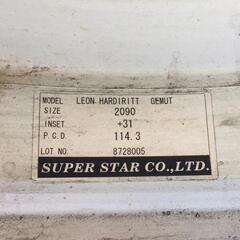 MODEL LEON HARDIRITT GEMUT
SIZE 2090
INSET +31
P.C.D. 114.3
LOT NO. 8728005
SUPER STAR CO.,LTD.